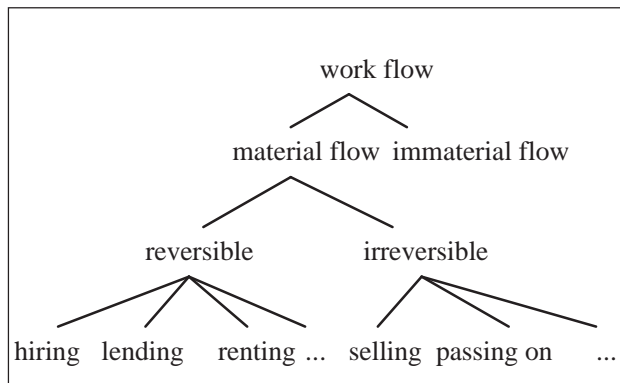 work flow
material flow immaterial flow
reversible irreversible
hiring lending renting ... selling passing on ...